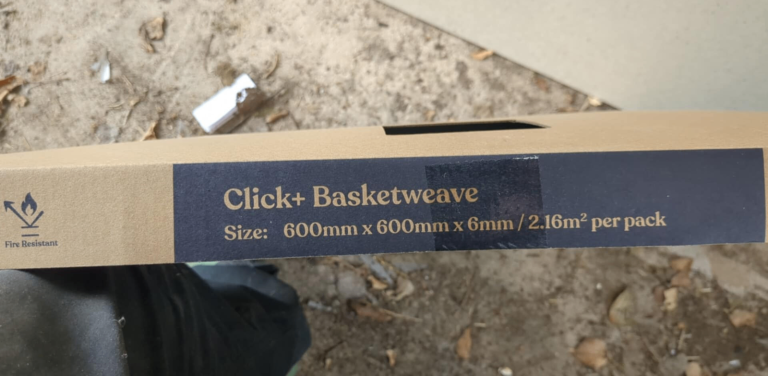 Click+ Basketweave
Size: 600mm x 600mm x 6mm / 2.16m² per pack
Fire Resistant